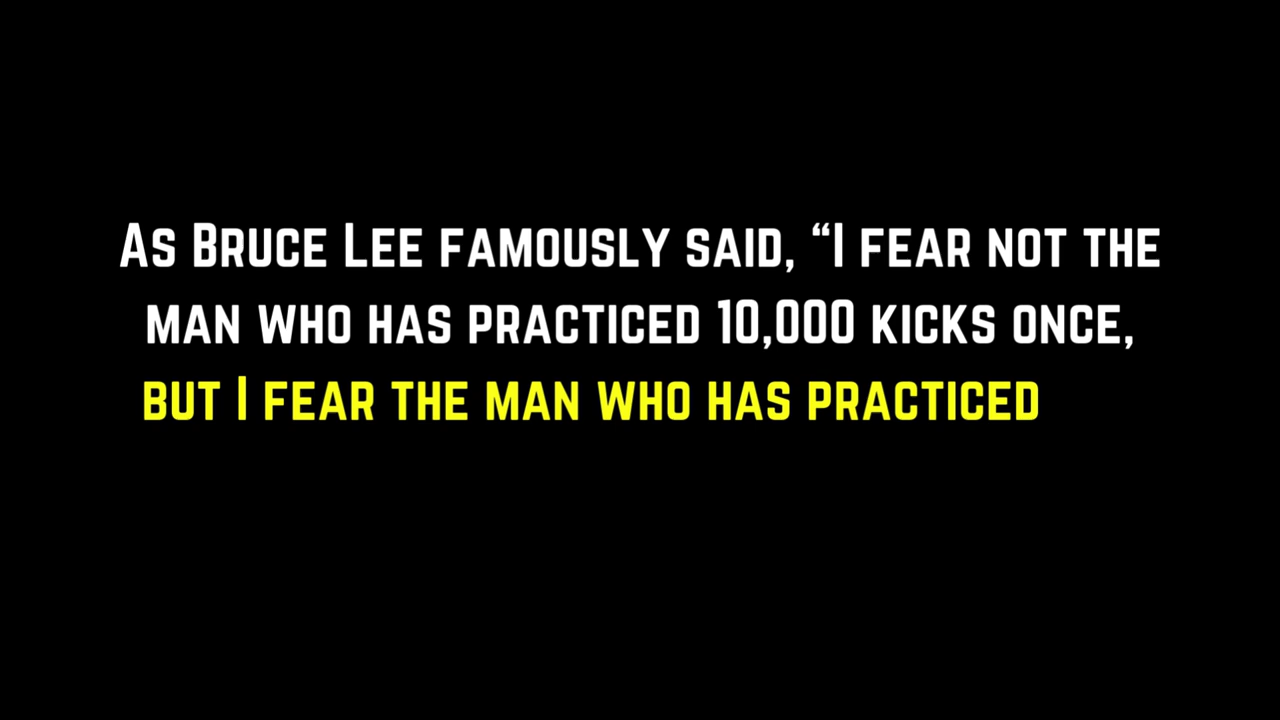 As Bruce Lee famously said, “I fear not the
man who has practiced 10,000 kicks once,
but I fear the man who has practiced